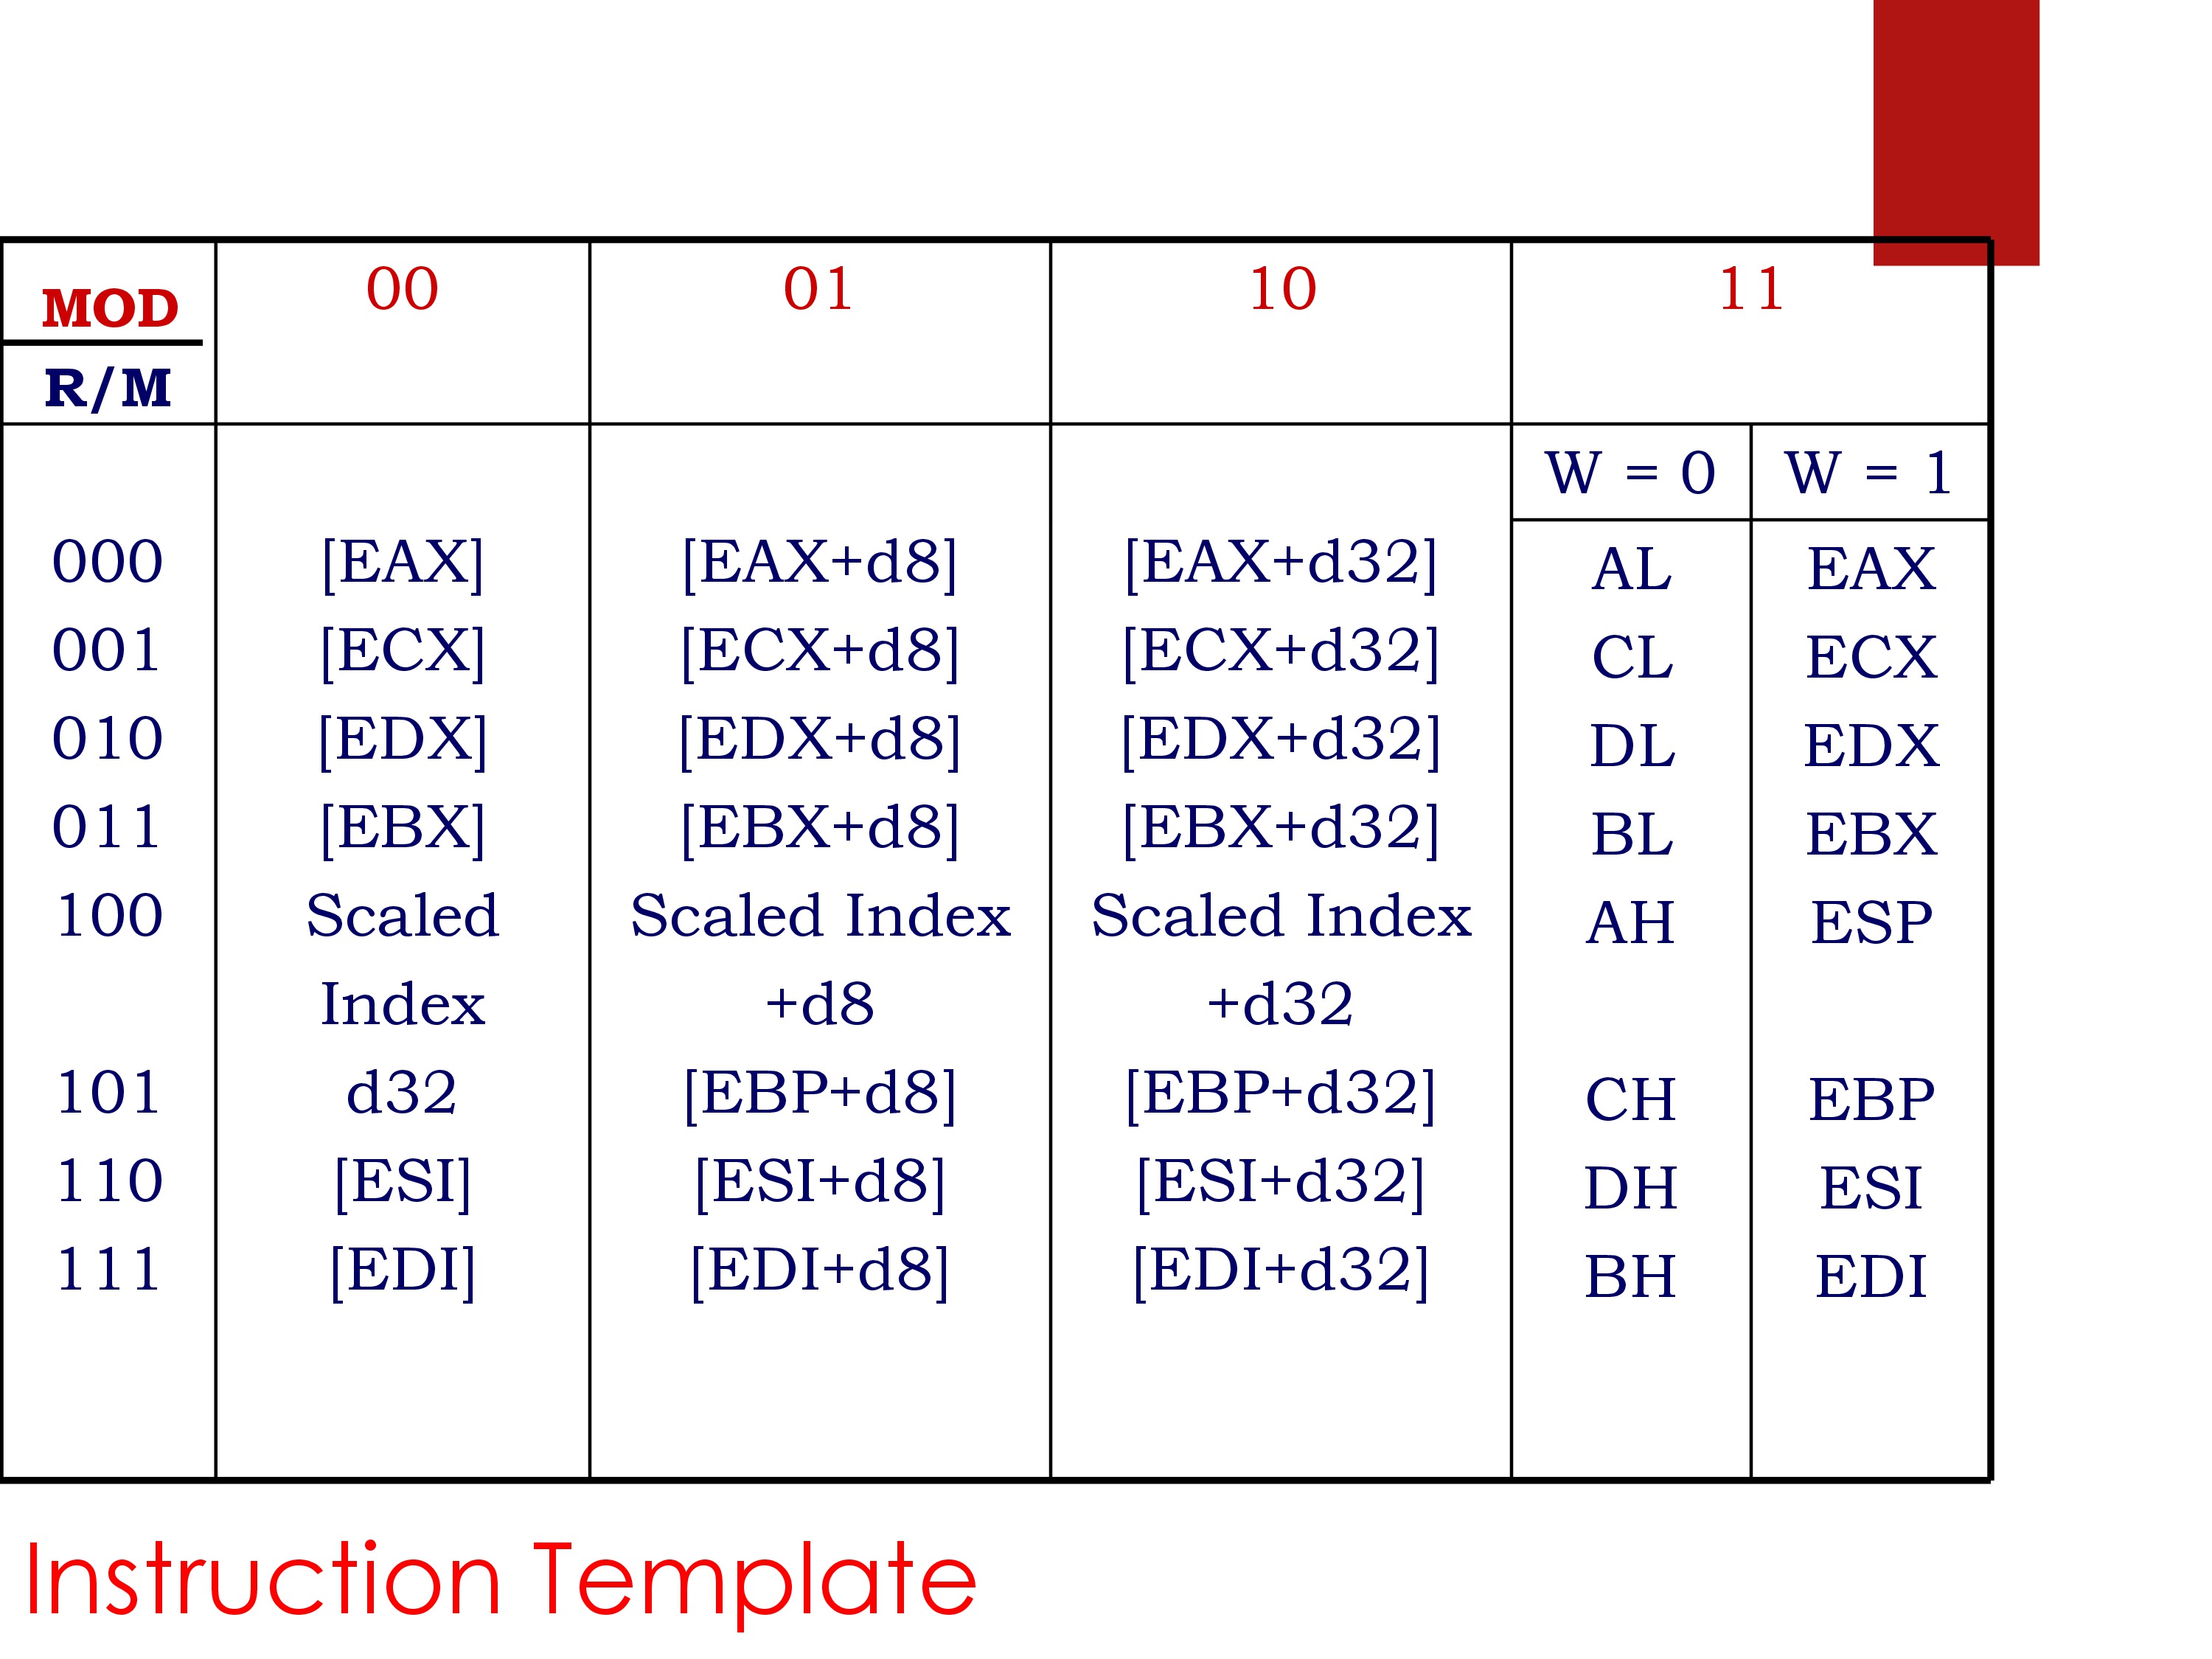 MOD 00 01 10 11
R/M
W = 0 W = 1
000 [EAX] [EAX+d8] [EAX+d32] AL EAX
001 [ECX] [ECX+d8] [ECX+d32] CL ECX
010 [EDX] [EDX+d8] [EDX+d32] DL EDX
011 [EBX] [EBX+d8] [EBX+d32] BL EBX
100 Scaled Scaled Index Scaled Index AH ESP
Index +d8 +d32
101 d32 [EBP+d8] [EBP+d32] CH EBP
110 [ESI] [ESI+d8] [ESI+d32] DH ESI
111 [EDI] [EDI+d8] [EDI+d32] BH EDI
Instruction Template